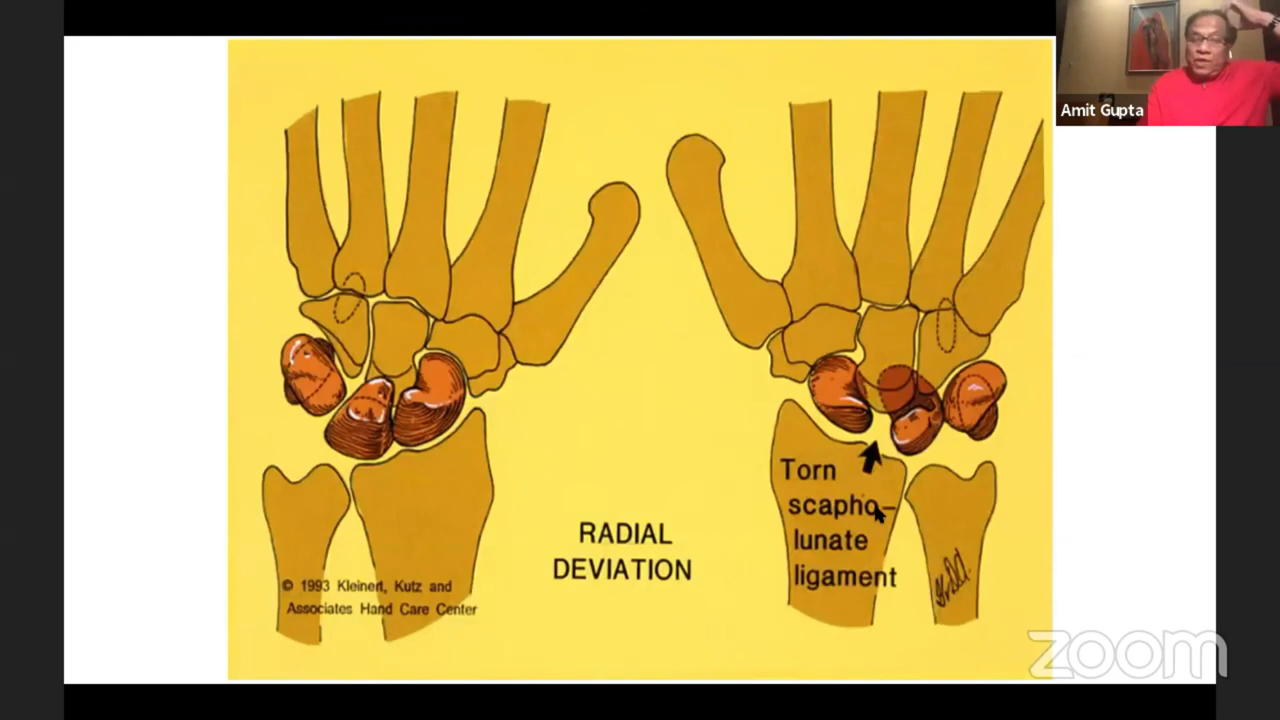 Amit Gupta
Torn
scapho-
lunate
ligament
RADIAL
DEVIATION
© 1993 Kleinert, Kutz and
Associates Hand Care Center
zoom